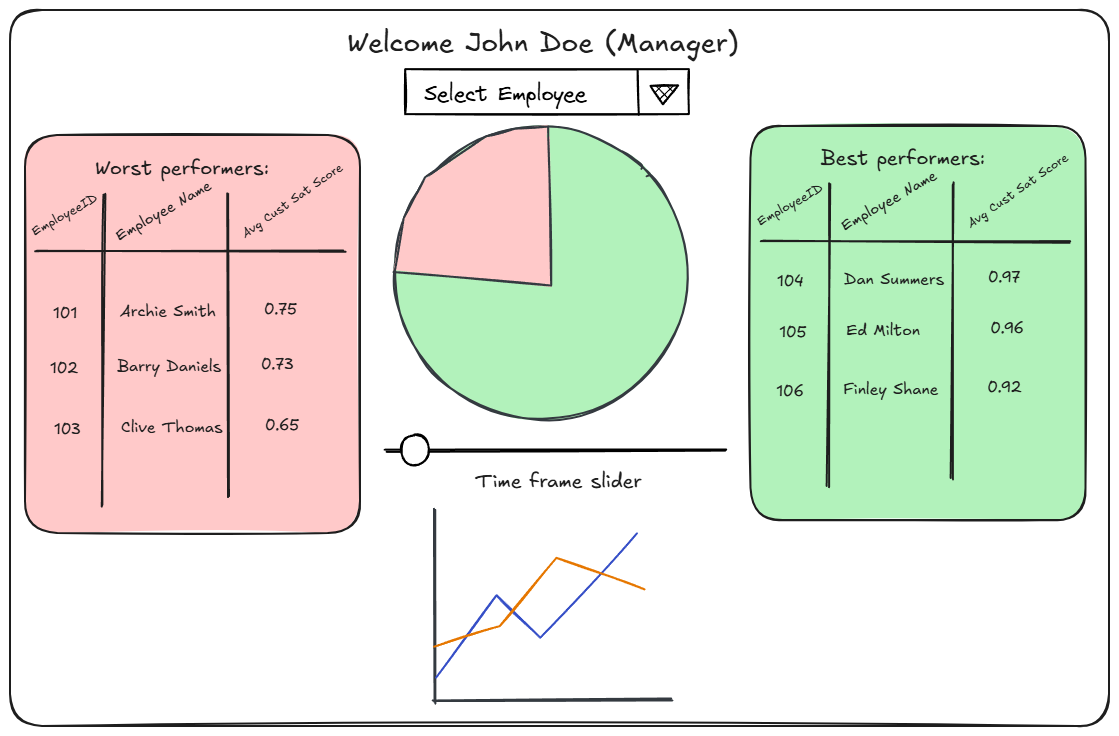 Welcome John Doe (Manager)
Select Employee
Worst performers:
EmployeeID Employee Name Avg Cust Sat Score
101 Archie Smith 0.75
102 Barry Daniels 0.73
103 Clive Thomas 0.65
Best performers:
EmployeeID Employee Name Avg Cust Sat Score
104 Dan Summers 0.97
105 Ed Milton 0.96
106 Finley Shane 0.92
Time frame slider